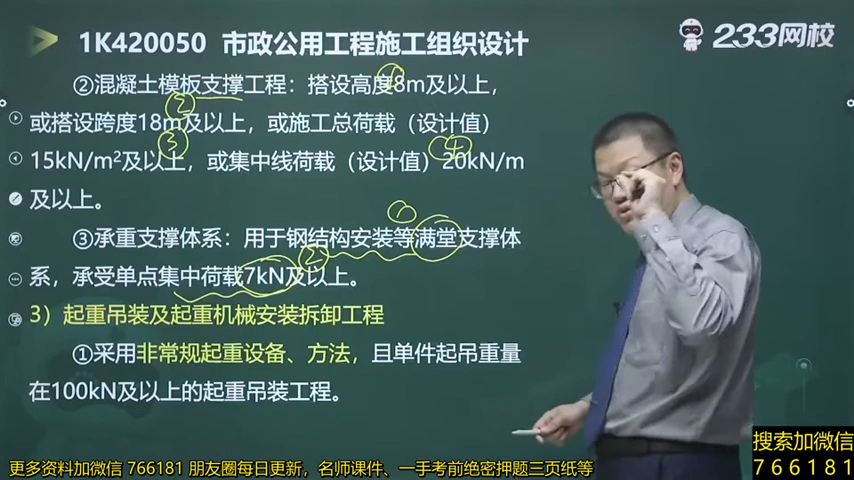 1K420050 市政公用工程施工组织设计
233网校
②混凝土模板支撑工程：搭设高度8m及以上，
或搭设跨度18m及以上，或施工总荷载（设计值）
15kN/m²及以上，或集中线荷载（设计值）20kN/m
及以上。
③承重支撑体系：用于钢结构安装等满堂支撑体
系，承受单点集中荷载7kN及以上。
3）起重吊装及起重机械安装拆卸工程
①采用非常规起重设备、方法，且单件起吊重量
在100kN及以上的起重吊装工程。
①
②
③
④
①
②
搜索加微信
766181
更多资料加微信 766181 朋友圈每日更新，名师课件、一手考前绝密押题三页纸等